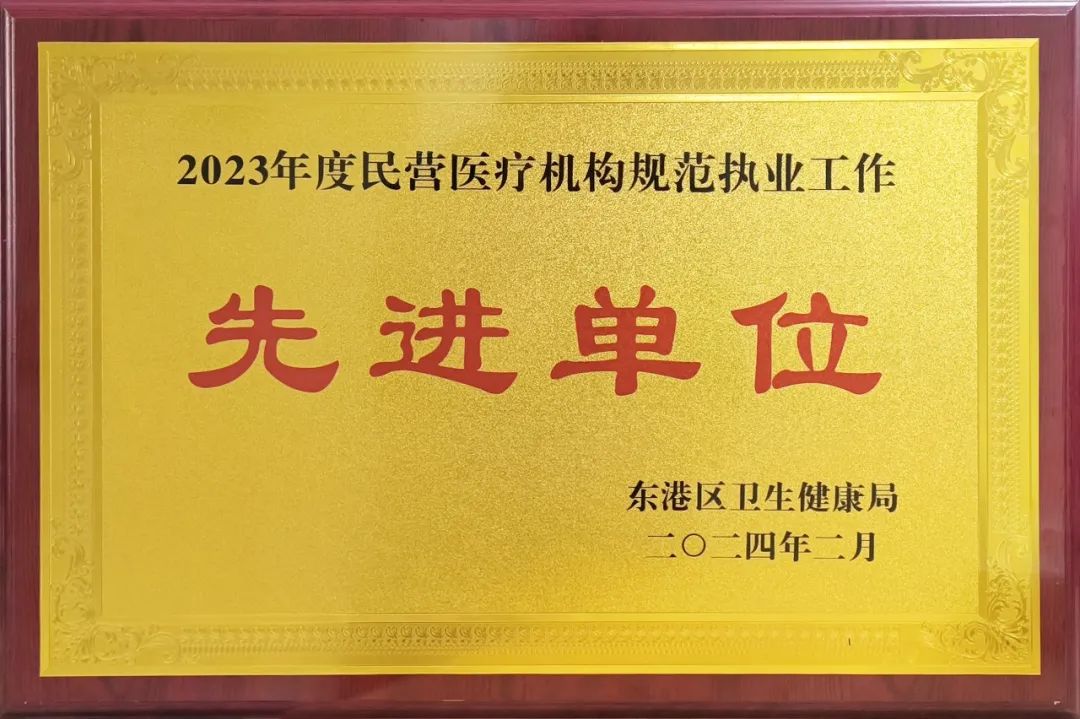 2023年度民营医疗机构规范执业工作
先进单位
东港区卫生健康局
二〇二四年二月